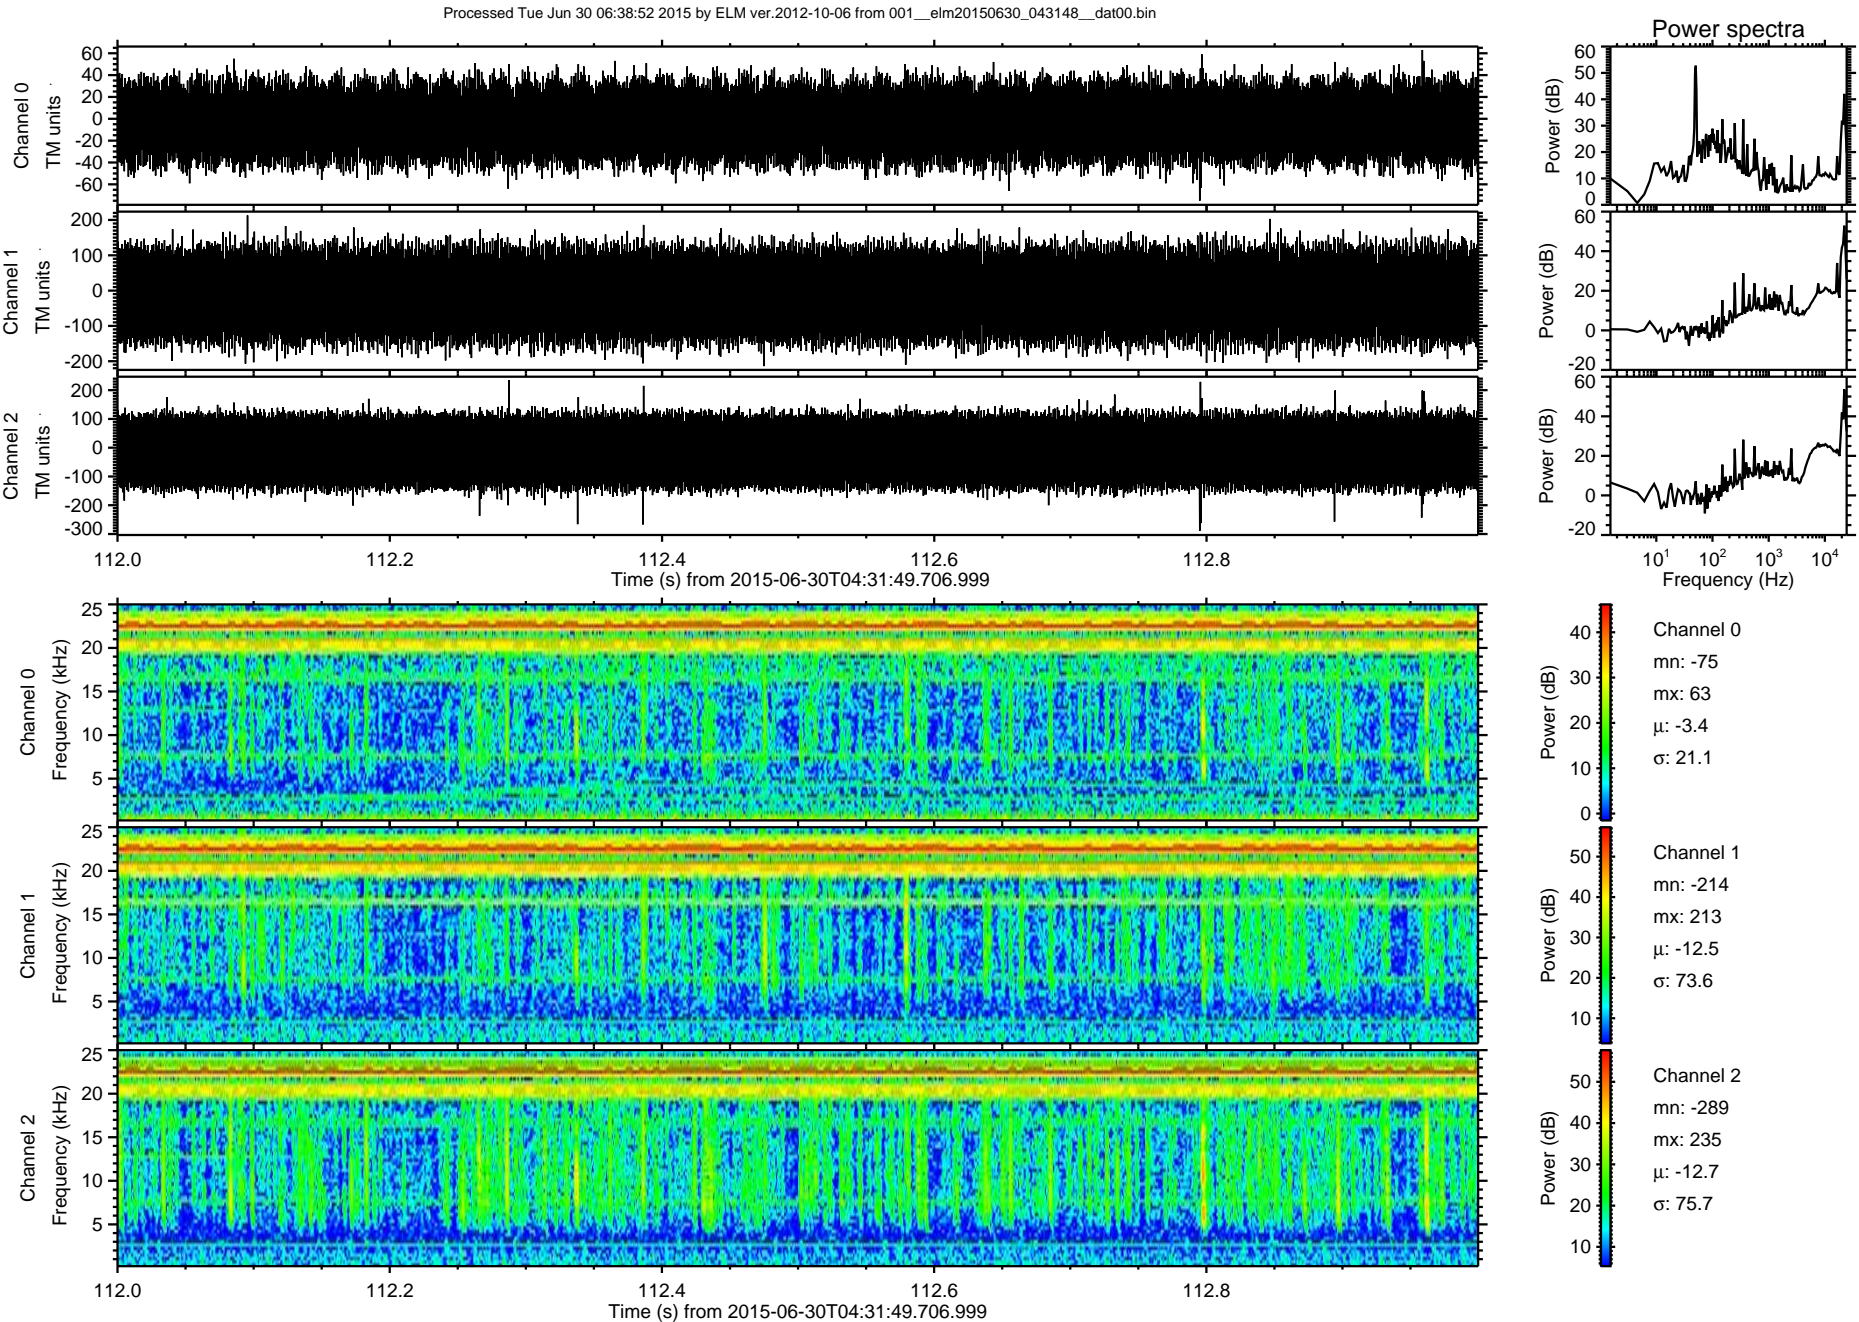 Processed Tue Jun 30 06:38:52 2015 by ELM ver.2012-10-06 from 001__elm20150630_043148__dat00.bin
Power spectra
Channel 0
TM units
60
40
20
0
-20
-40
-60
Power (dB)
60
50
40
30
20
10
0
Channel 1
TM units
200
100
0
-100
-200
Power (dB)
60
40
20
0
-20
Channel 2
TM units
200
100
0
-100
-200
-300
Power (dB)
60
40
20
0
-20
112.0 112.2 112.4 112.6 112.8
Time (s) from 2015-06-30T04:31:49.706.999
10^1 10^2 10^3 10^4
Frequency (Hz)
Channel 0
Frequency (kHz)
25
20
15
10
5
Power (dB)
40
30
20
10
0
Channel 0
mn: -75
mx: 63
μ: -3.4
σ: 21.1
Channel 1
Frequency (kHz)
25
20
15
10
5
Power (dB)
50
40
30
20
10
Channel 1
mn: -214
mx: 213
μ: -12.5
σ: 73.6
Channel 2
Frequency (kHz)
25
20
15
10
5
Power (dB)
50
40
30
20
10
Channel 2
mn: -289
mx: 235
μ: -12.7
σ: 75.7
112.0 112.2 112.4 112.6 112.8
Time (s) from 2015-06-30T04:31:49.706.999